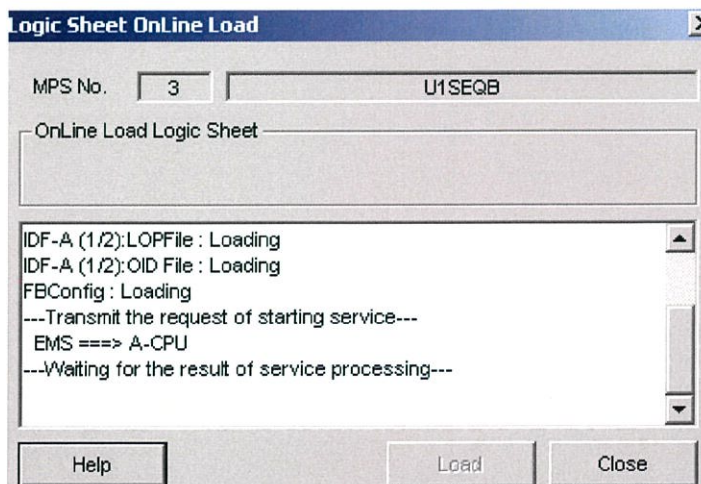 Logic Sheet OnLine Load
MPS No. 3 U1SEQB
OnLine Load Logic Sheet
IDF-A (1/2):LOPFile : Loading
IDF-A (1/2):OID File : Loading
FBConfig : Loading
---Transmit the request of starting service---
EMS ===> A-CPU
---Waiting for the result of service processing---
Help Load Close